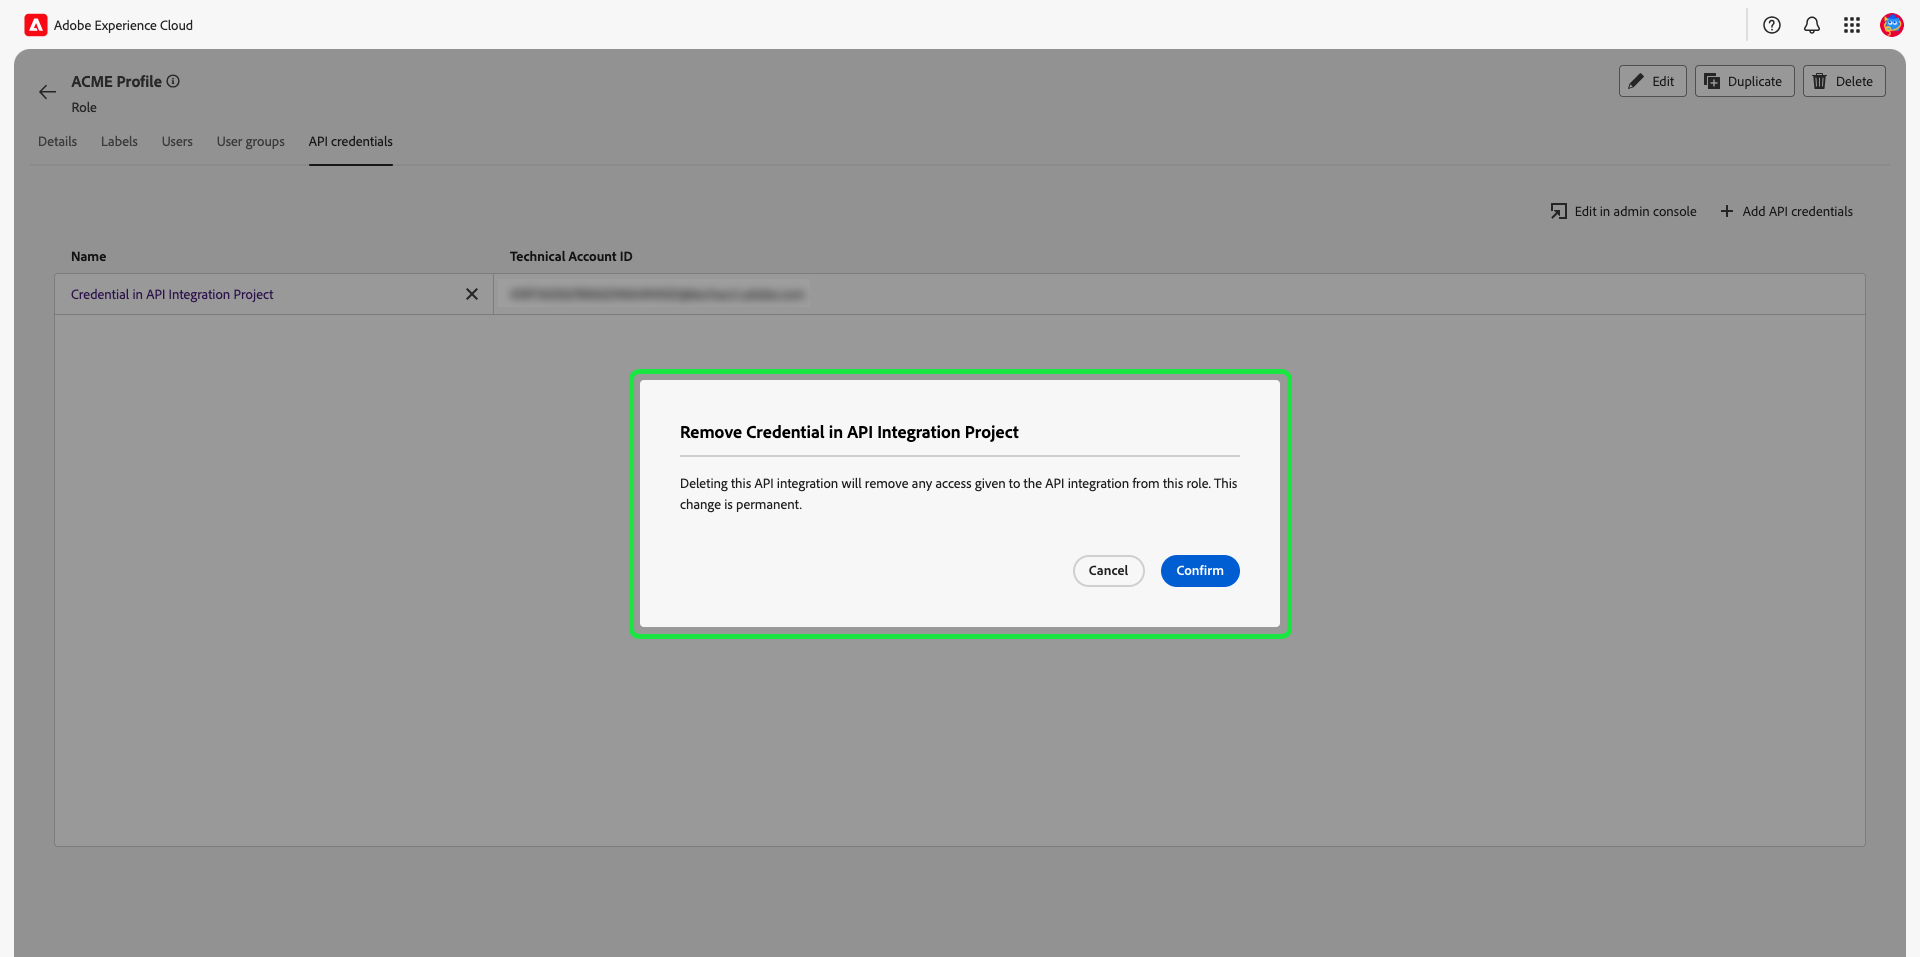 Adobe Experience Cloud
ACME Profile
Role
Edit
Duplicate
Delete
Details
Labels
Users
User groups
API credentials
Edit in admin console
Add API credentials
Name
Technical Account ID
Credential in API Integration Project
Remove Credential in API Integration Project
Deleting this API integration will remove any access given to the API integration from this role. This
change is permanent.
Cancel
Confirm